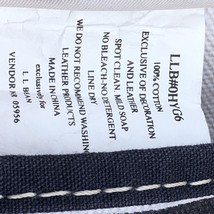 LLB#0HYG6
100% COTTON
EXCLUSIVE OF DECORATION
AND LEATHER
SPOT CLEAN. MILD SOAP
NO BLEACH-NO DETERGENT
LINE DRY
WE DO NOT RECOMMEND WASHING
LEATHER PRODUCTS
MADE IN CHINA
exclusively for
L. L. BEAN
VENDOR # 05956